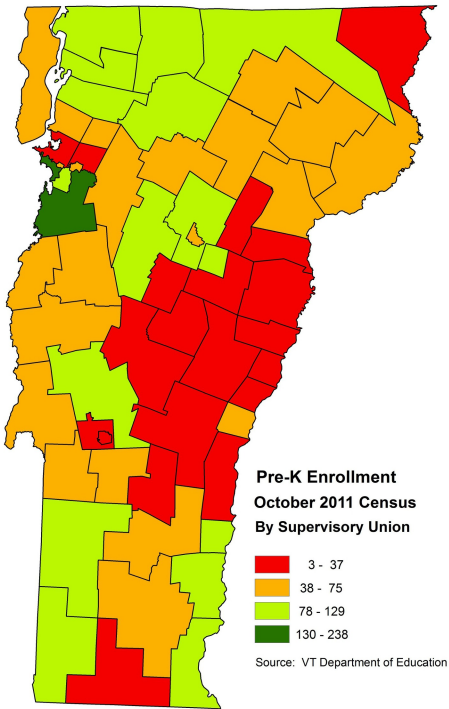 Pre-K Enrollment
October 2011 Census
By Supervisory Union
3 - 37
38 - 75
78 - 129
130 - 238
Source: VT Department of Education